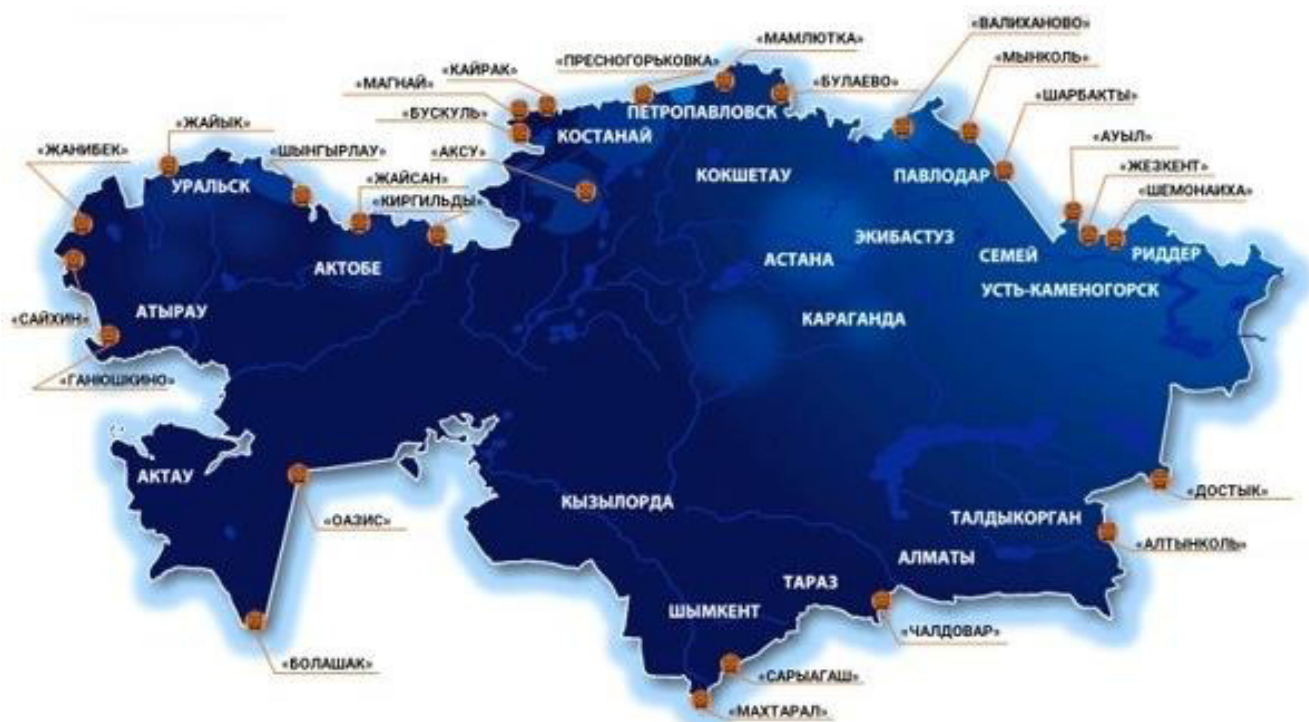 «ВАЛИХАНОВО»
«МАМЛЮТКА»
«МЫНКОЛЬ»
«ПРЕСНОГОРЬКОВКА»
«КАЙРАК»
«БУЛАЕВО»
«МАГНАЙ»
«ШАРБАКТЫ»
ПЕТРОПАВЛОВСК
«БУСКУЛЬ»
«ЖАЙЫК»
КОСТАНАЙ
«АУЫЛ»
«ЖАНИБЕК»
«ШЫНГЫРЛАУ»
«АКСУ»
«ЖЕЗКЕНТ»
КОКШЕТАУ
ПАВЛОДАР
УРАЛЬСК
«ЖАЙСАН»
«ШЕМОНАИХА»
«КИРГИЛЬДЫ»
ЭКИБАСТУЗ
РИДДЕР
АСТАНА
СЕМЕЙ
АКТОБЕ
УСТЬ-КАМЕНОГОРСК
АТЫРАУ
«САЙХИН»
КАРАГАНДА
«ГАНЮШКИНО»
АКТАУ
«ДОСТЫК»
КЫЗЫЛОРДА
«ОАЗИС»
ТАЛДЫКОРГАН
«АЛТЫНКОЛЬ»
АЛМАТЫ
ТАРАЗ
ШЫМКЕНТ
«ЧАЛДОВАР»
«БОЛАШАК»
«САРЫАГАШ»
«МАХТАРАЛ»